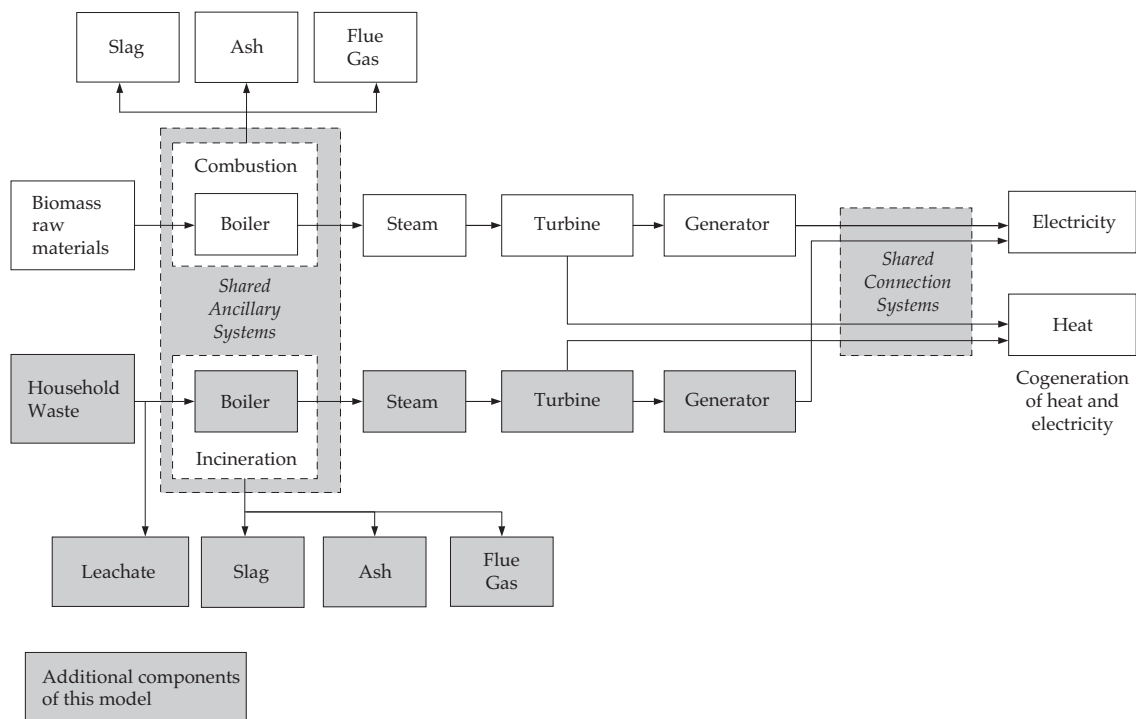 Slag
Ash
Flue
Gas
Combustion
Biomass
raw
materials
Boiler
Steam
Turbine
Generator
Electricity
Shared
Ancillary
Systems
Shared
Connection
Systems
Heat
Household
Waste
Boiler
Steam
Turbine
Generator
Cogeneration
of heat and
electricity
Incineration
Leachate
Slag
Ash
Flue
Gas
Additional components
of this model